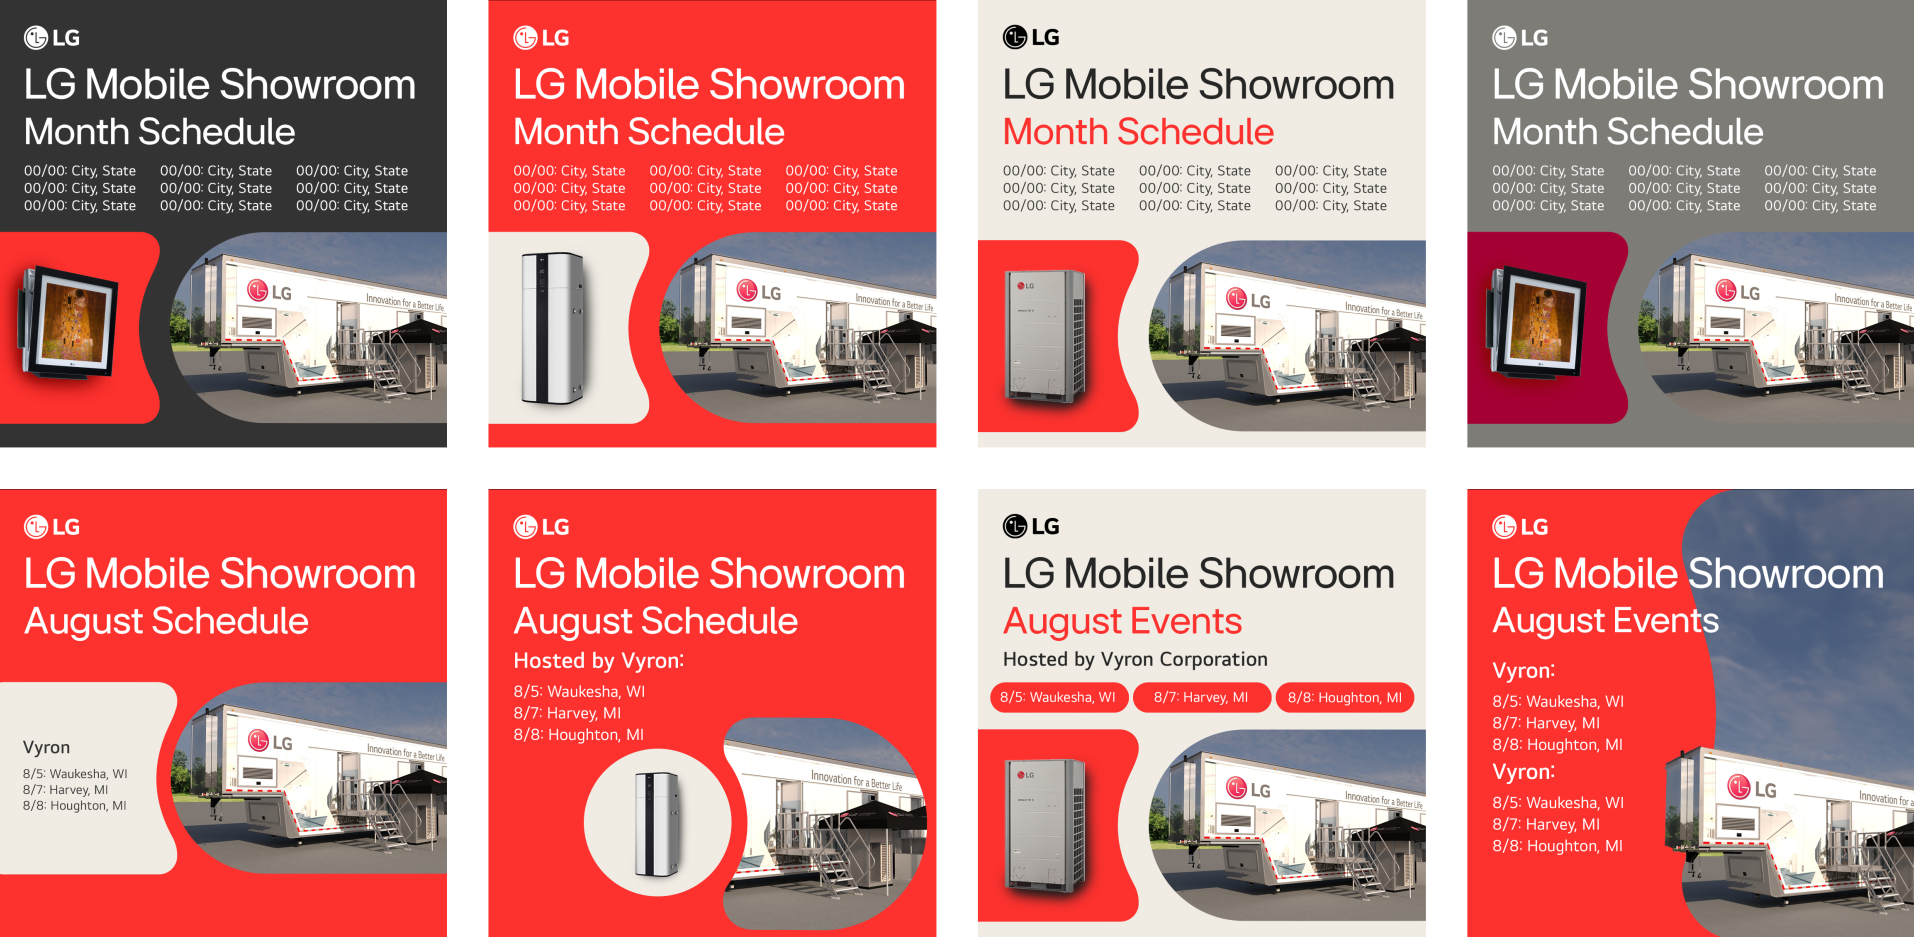 LG
LG Mobile Showroom
Month Schedule
00/00: City, State 00/00: City, State 00/00: City, State
00/00: City, State 00/00: City, State 00/00: City, State
00/00: City, State 00/00: City, State 00/00: City, State
LG
Innovation for a Better Life
LG
LG Mobile Showroom
Month Schedule
00/00: City, State 00/00: City, State 00/00: City, State
00/00: City, State 00/00: City, State 00/00: City, State
00/00: City, State 00/00: City, State 00/00: City, State
LG
Innovation for a Better Life
LG
LG Mobile Showroom
Month Schedule
00/00: City, State 00/00: City, State 00/00: City, State
00/00: City, State 00/00: City, State 00/00: City, State
00/00: City, State 00/00: City, State 00/00: City, State
LG
LG
Innovation for a Better Life
LG
LG Mobile Showroom
Month Schedule
00/00: City, State 00/00: City, State 00/00: City, State
00/00: City, State 00/00: City, State 00/00: City, State
00/00: City, State 00/00: City, State 00/00: City, State
LG
Innovation for a Better Life
LG
LG Mobile Showroom
August Schedule
Vyron
8/5: Waukesha, WI
8/7: Harvey, MI
8/8: Houghton, MI
LG
Innovation for a Better Life
LG
LG Mobile Showroom
August Schedule
Hosted by Vyron:
8/5: Waukesha, WI
8/7: Harvey, MI
8/8: Houghton, MI
Innovation for a Better Life
LG
LG Mobile Showroom
August Events
Hosted by Vyron Corporation
8/5: Waukesha, WI 8/7: Harvey, MI 8/8: Houghton, MI
LG
LG
Innovation for a Better Life
LG
LG Mobile Showroom
August Events
Vyron:
8/5: Waukesha, WI
8/7: Harvey, MI
8/8: Houghton, MI
Vyron:
8/5: Waukesha, WI
8/7: Harvey, MI
8/8: Houghton, MI
LG
Innovation for a